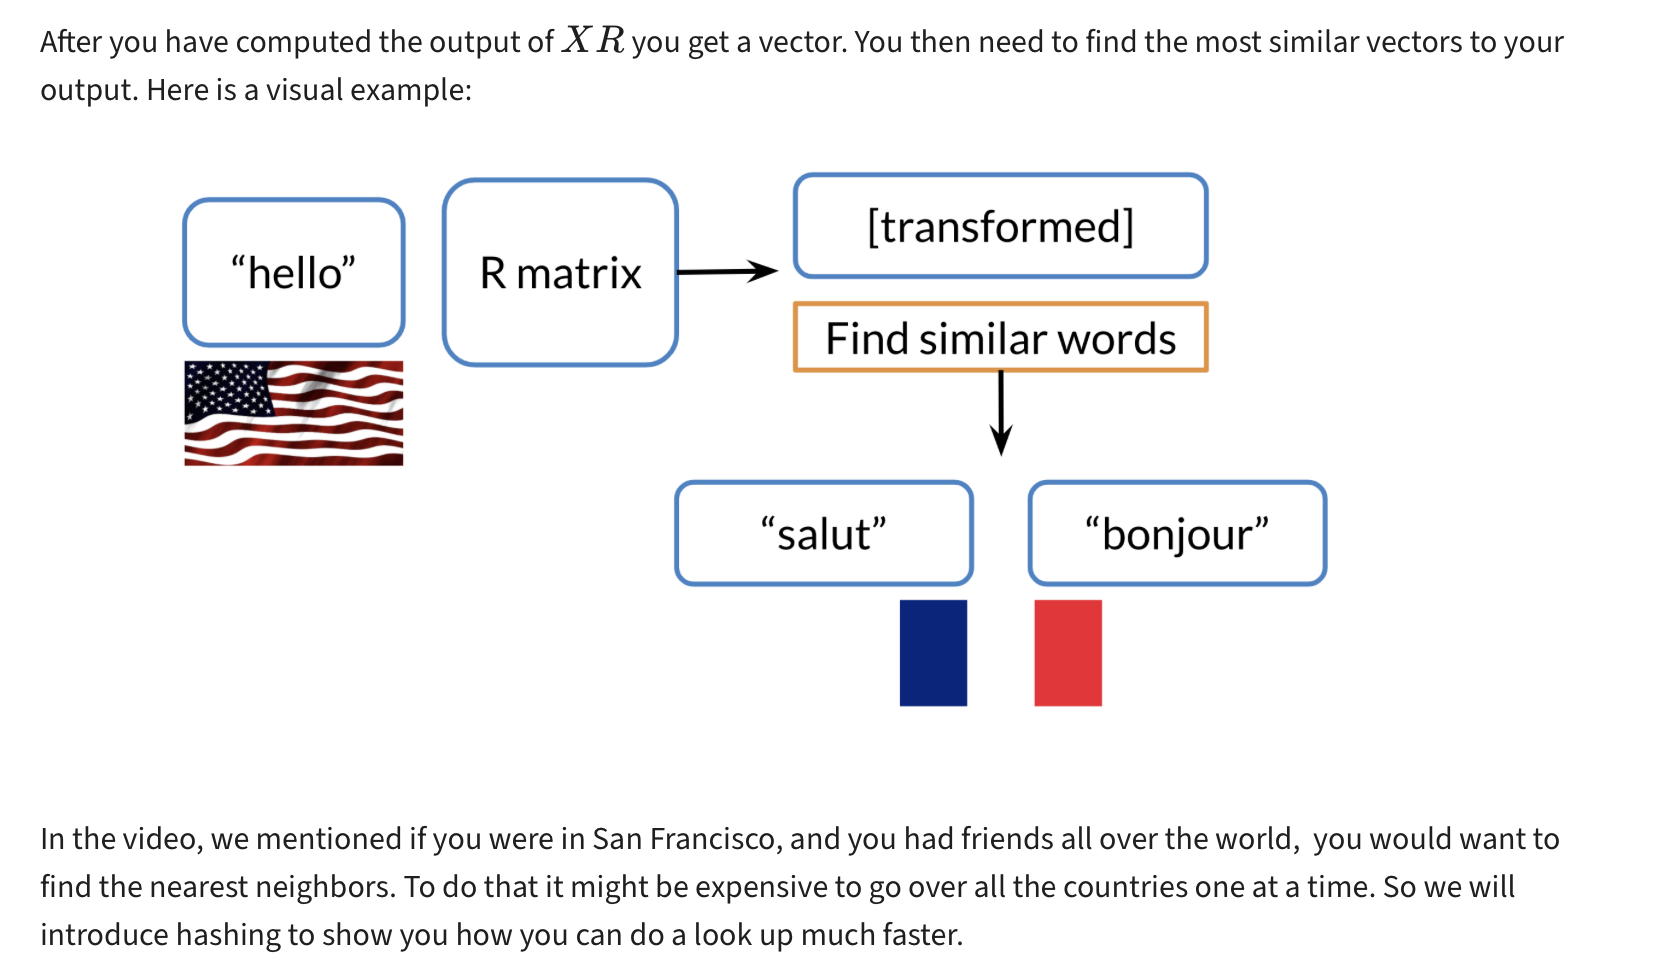 After you have computed the output of X R you get a vector. You then need to find the most similar vectors to your
output. Here is a visual example:
“hello”
R matrix
[transformed]
Find similar words
“salut”
“bonjour”
In the video, we mentioned if you were in San Francisco, and you had friends all over the world,  you would want to
find the nearest neighbors. To do that it might be expensive to go over all the countries one at a time. So we will
introduce hashing to show you how you can do a look up much faster.